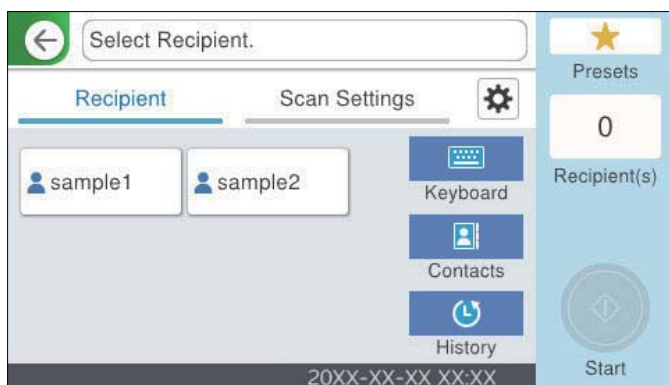 Select Recipient.
Presets
Recipient
Scan Settings
0
Recipient(s)
sample1
sample2
Keyboard
Contacts
History
20XX-XX-XX XX:XX
Start